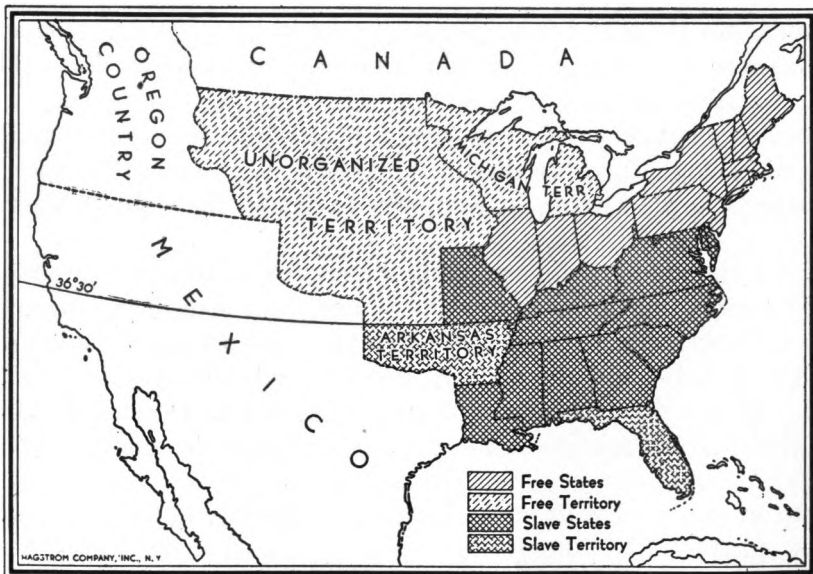 CANADA
OREGON
COUNTRY
UNORGANIZED
TERRITORY
MICHIGAN
TERR
MEXICO
36°30'
ARKANSAS
TERRITORY
Free States
Free Territory
Slave States
Slave Territory
HAGSTROM COMPANY, INC., N. Y